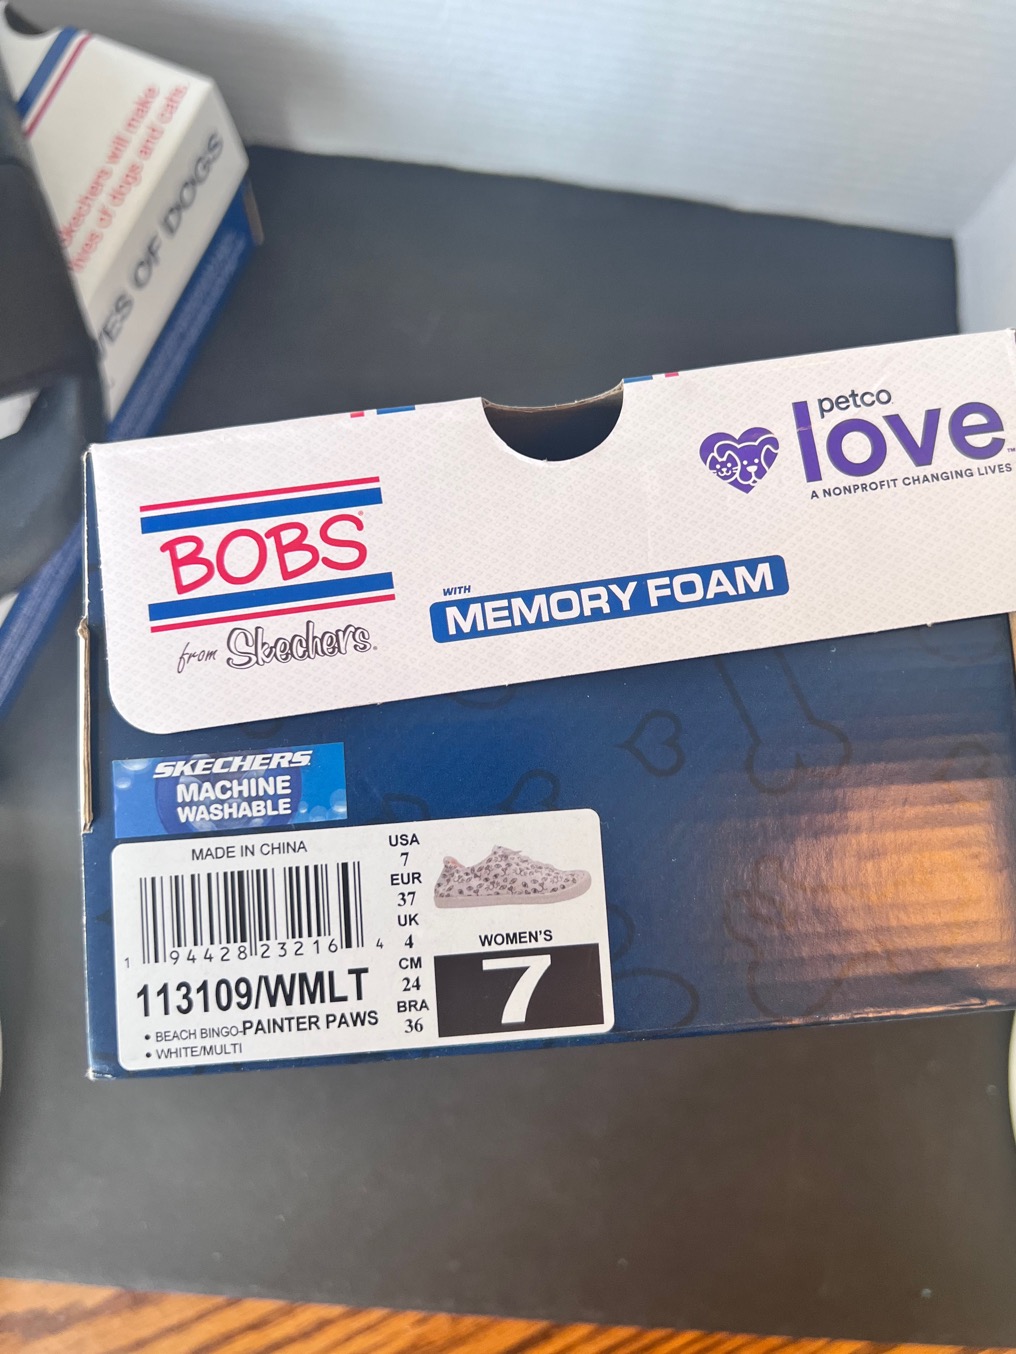 Skechers will make
lives of dogs and cats.
VES OF DOGS
petco
love™
A NONPROFIT CHANGING LIVES
BOBS®
from Skechers.
WITH
MEMORY FOAM
SKECHERS
MACHINE
WASHABLE
MADE IN CHINA
1 94428 23216 4
113109/WMLT
• BEACH BINGO-PAINTER PAWS
• WHITE/MULTI
USA
7
EUR
37
UK
4
CM
24
BRA
36
WOMEN'S
7